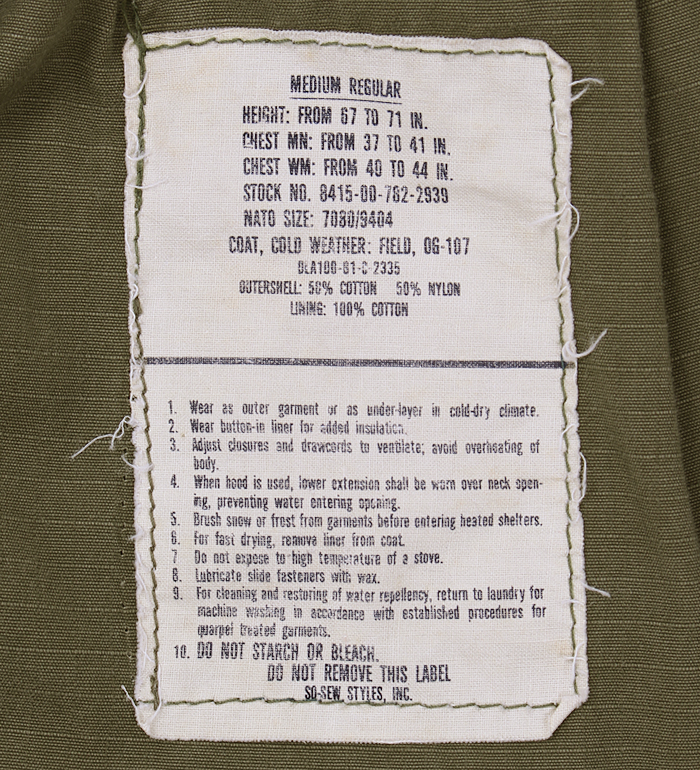 MEDIUM REGULAR
HEIGHT: FROM 67 TO 71 IN.
CHEST MN: FROM 37 TO 41 IN.
CHEST WM: FROM 40 TO 44 IN.
STOCK NO. 8415-00-782-2939
NATO SIZE: 7080/9404
COAT, COLD WEATHER: FIELD, OG-107
DLA100-81-C-2335
OUTERSHELL: 50% COTTON 50% NYLON
LINING: 100% COTTON
1. Wear as outer garment or as under-layer in cold-dry climate.
2. Wear button-in liner for added insulation.
3. Adjust closures and drawcords to ventilate; avoid overheating of
body.
4. When hood is used, lower extension shall be worn over neck open-
ing, preventing water entering opening.
5. Brush snow or frost from garments before entering heated shelters.
6. For fast drying, remove liner from coat.
7 Do not expose to high temperature of a stove.
8. Lubricate slide fasteners with wax.
9. For cleaning and restoring of water repellency, return to laundry for
machine washing in accordance with established procedures for
quarpel treated garments.
10. DO NOT STARCH OR BLEACH.
DO NOT REMOVE THIS LABEL
SO-SEW STYLES, INC.